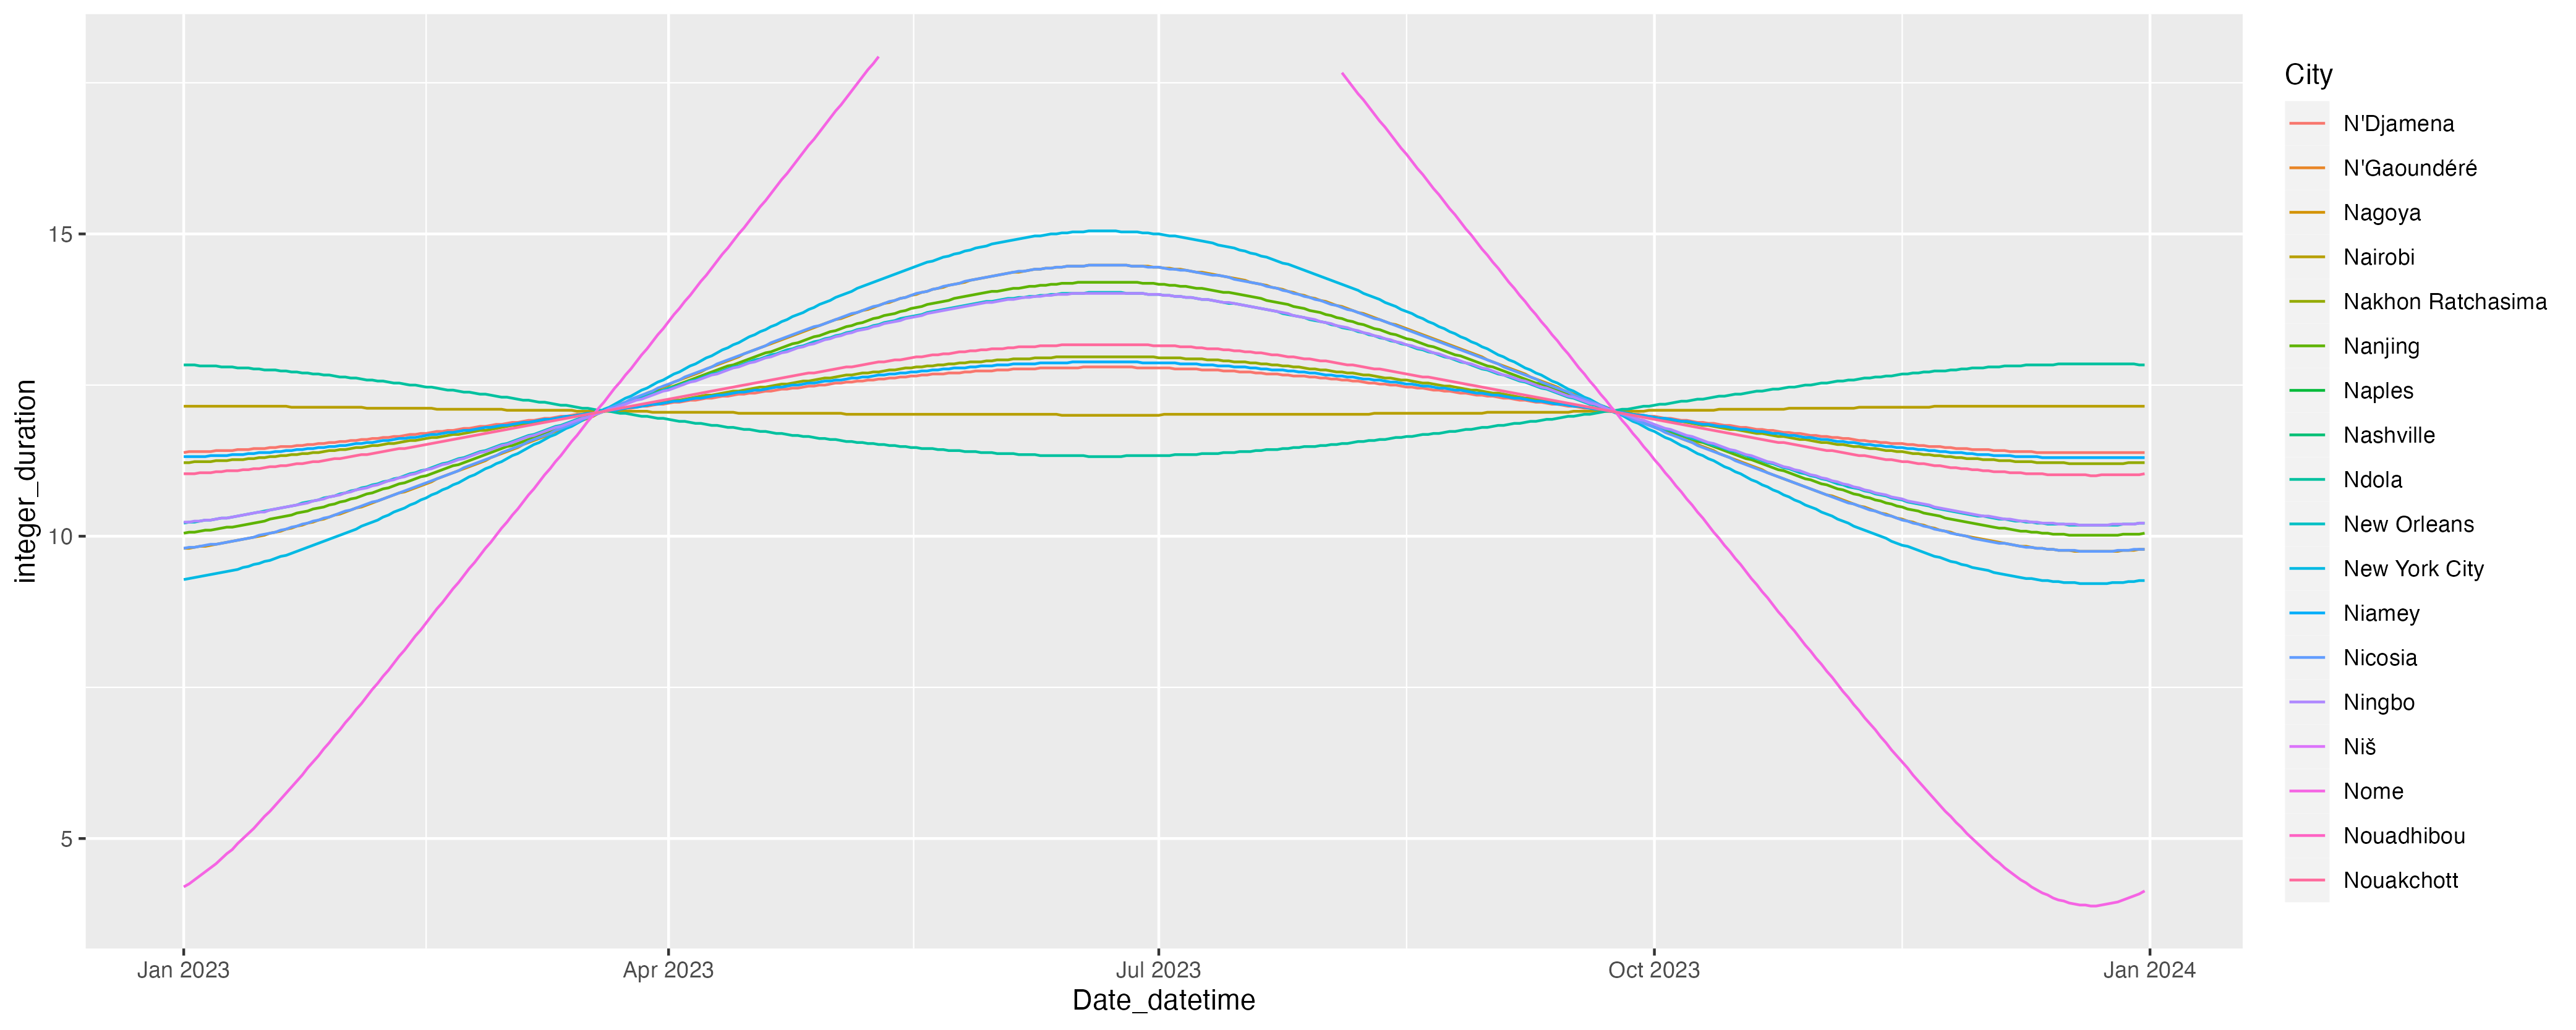 integer_duration
15
10
5
Jan 2023
Apr 2023
Jul 2023
Oct 2023
Jan 2024
Date_datetime
City
N'Djamena
N'Gaoundéré
Nagoya
Nairobi
Nakhon Ratchasima
Nanjing
Naples
Nashville
Ndola
New Orleans
New York City
Niamey
Nicosia
Ningbo
Niš
Nome
Nouadhibou
Nouakchott